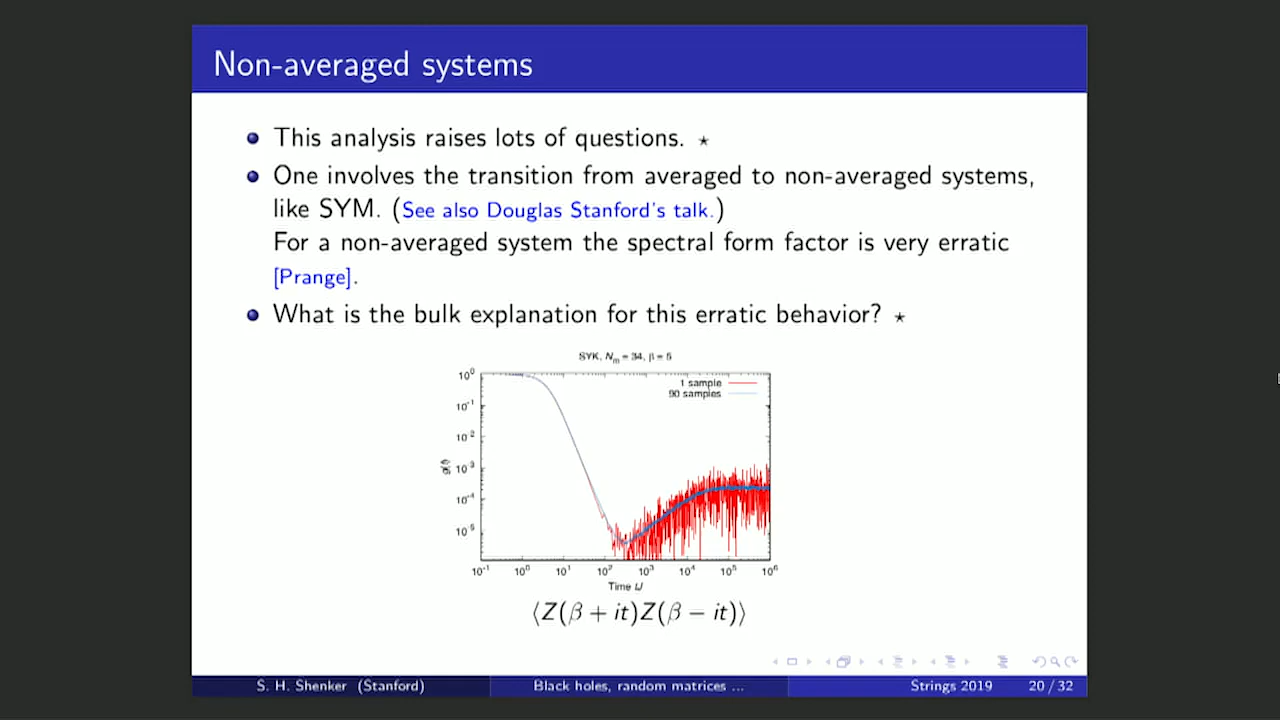 Non-averaged systems
This analysis raises lots of questions. ⋆
One involves the transition from averaged to non-averaged systems,
like SYM. (See also Douglas Stanford's talk.)
For a non-averaged system the spectral form factor is very erratic
[Prange].
What is the bulk explanation for this erratic behavior? ⋆
SYK, Nm = 34, β = 5
1 sample
90 samples
g(t)
10^0
10^-1
10^-2
10^-3
10^-4
10^-5
10^-1 10^0 10^1 10^2 10^3 10^4 10^5 10^6
Time tJ
⟨Z(β + it)Z(β − it)⟩
S. H. Shenker (Stanford) Black holes, random matrices ... Strings 2019 20 / 32